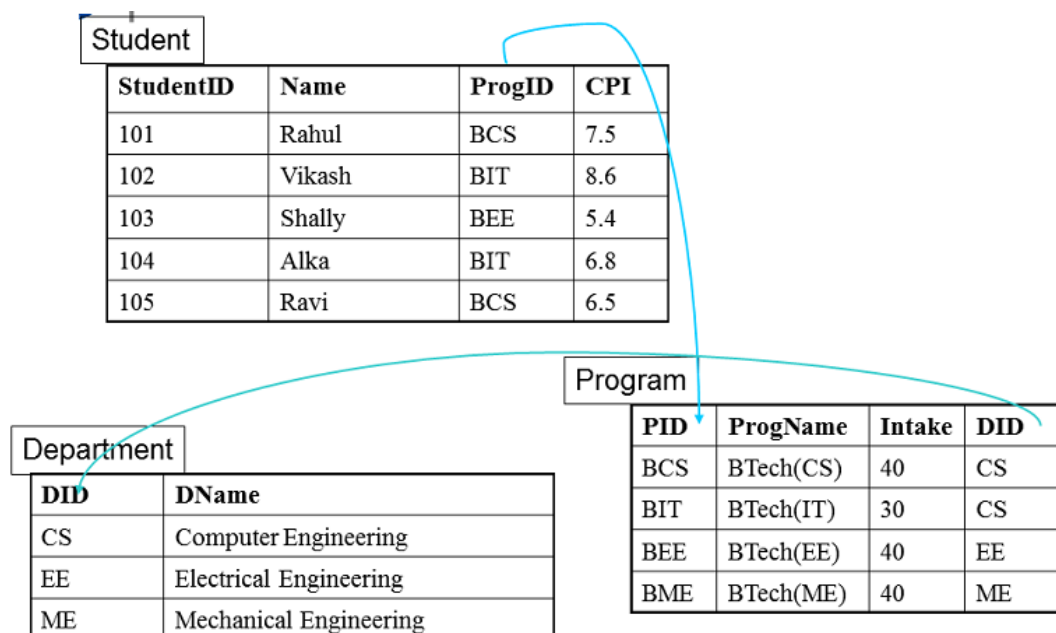 Student
StudentID Name ProgID CPI
101 Rahul BCS 7.5
102 Vikash BIT 8.6
103 Shally BEE 5.4
104 Alka BIT 6.8
105 Ravi BCS 6.5
Program
PID ProgName Intake DID
BCS BTech(CS) 40 CS
BIT BTech(IT) 30 CS
BEE BTech(EE) 40 EE
BME BTech(ME) 40 ME
Department
DID DName
CS Computer Engineering
EE Electrical Engineering
ME Mechanical Engineering